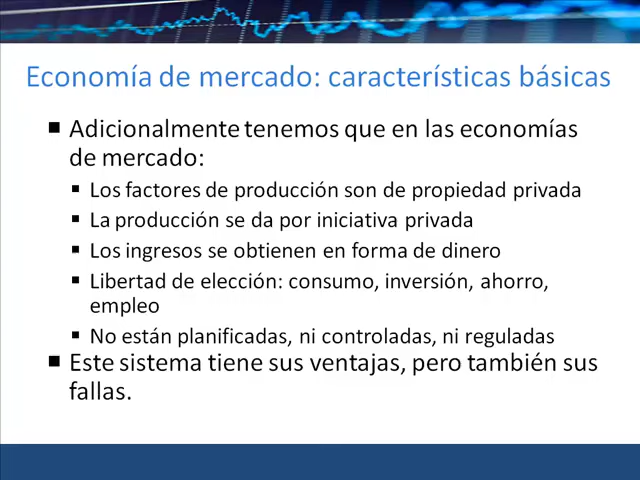 Economía de mercado: características básicas
▪ Adicionalmente tenemos que en las economías
de mercado:
▪ Los factores de producción son de propiedad privada
▪ La producción se da por iniciativa privada
▪ Los ingresos se obtienen en forma de dinero
▪ Libertad de elección: consumo, inversión, ahorro,
empleo
▪ No están planificadas, ni controladas, ni reguladas
▪ Este sistema tiene sus ventajas, pero también sus
fallas.